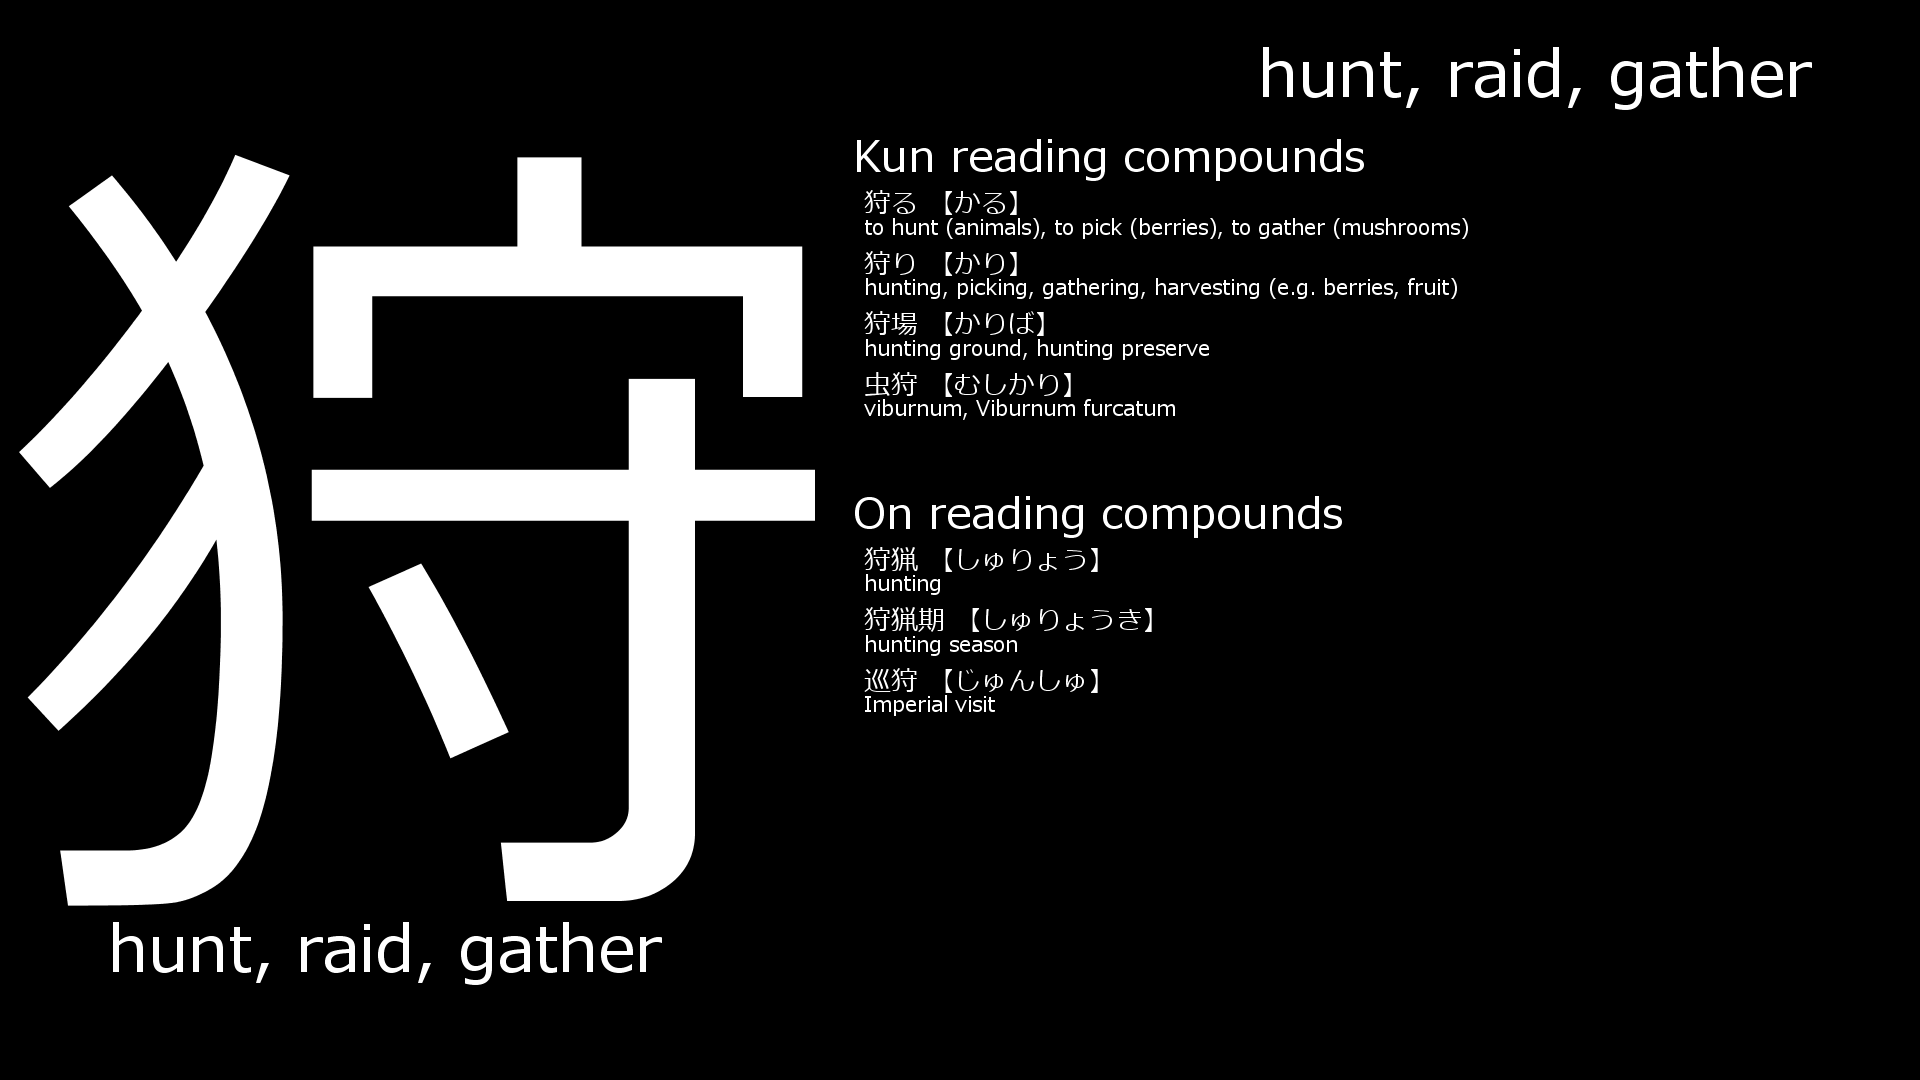 狩
hunt, raid, gather
hunt, raid, gather
Kun reading compounds
狩る 【かる】
to hunt (animals), to pick (berries), to gather (mushrooms)
狩り 【かり】
hunting, picking, gathering, harvesting (e.g. berries, fruit)
狩場 【かりば】
hunting ground, hunting preserve
虫狩 【むしかり】
viburnum, Viburnum furcatum
On reading compounds
狩猟 【しゅりょう】
hunting
狩猟期 【しゅりょうき】
hunting season
巡狩 【じゅんしゅ】
Imperial visit